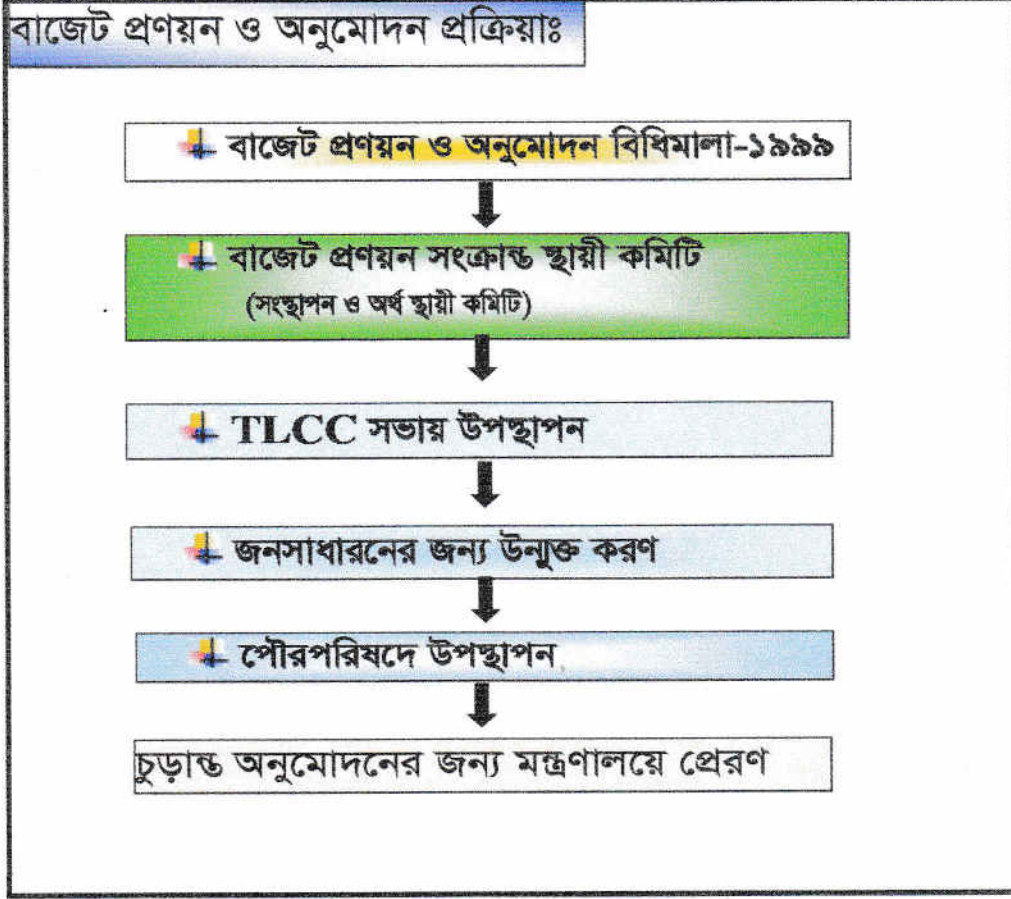 বাজেট প্রণয়ন ও অনুমোদন প্রক্রিয়াঃ
বাজেট প্রণয়ন ও অনুমোদন বিধিমালা-১৯৯৯
বাজেট প্রণয়ন সংক্রান্ত স্থায়ী কমিটি
(সংস্থাপন ও অর্থ স্থায়ী কমিটি)
TLCC সভায় উপস্থাপন
জনসাধারনের জন্য উন্মুক্ত করণ
পৌরপরিষদে উপস্থাপন
চুড়ান্ত অনুমোদনের জন্য মন্ত্রণালয়ে প্রেরণ